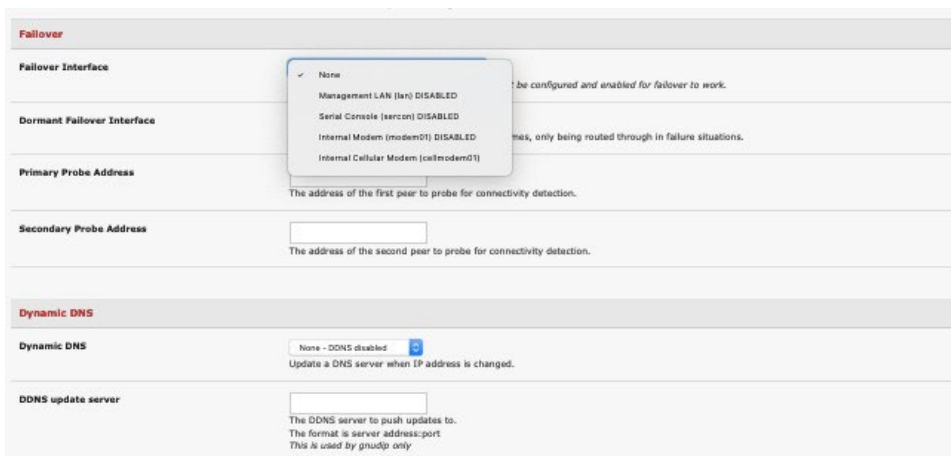 Failover
Failover Interface
✓ None
be configured and enabled for failover to work.
Management LAN (lan) DISABLED
Serial Console (sercon) DISABLED
Dormant Failover Interface
Internal Modem (modem01) DISABLED
mes, only being routed through in failure situations.
Internal Cellular Modem (cellmodem01)
Primary Probe Address
The address of the first peer to probe for connectivity detection.
Secondary Probe Address
The address of the second peer to probe for connectivity detection.
Dynamic DNS
Dynamic DNS
None - DDNS disabled
Update a DNS server when IP address is changed.
DDNS update server
The DDNS server to push updates to.
The format is server address:port
This is used by gnudip only